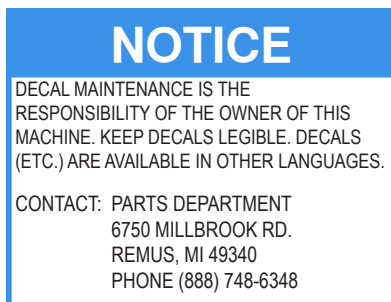 NOTICE
DECAL MAINTENANCE IS THE
RESPONSIBILITY OF THE OWNER OF THIS
MACHINE. KEEP DECALS LEGIBLE. DECALS
(ETC.) ARE AVAILABLE IN OTHER LANGUAGES.
CONTACT: PARTS DEPARTMENT
6750 MILLBROOK RD.
REMUS, MI 49340
PHONE (888) 748-6348